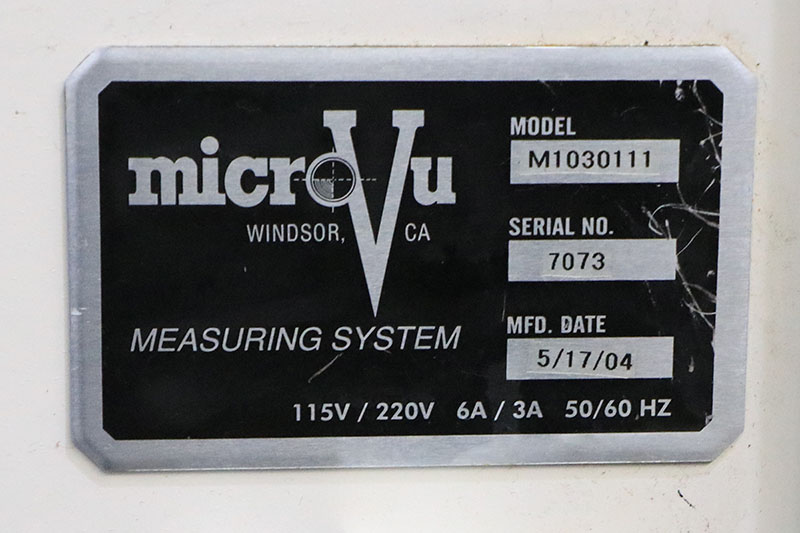 microVu
WINDSOR, CA
MEASURING SYSTEM
MODEL
M1030111
SERIAL NO.
7073
MFD. DATE
5/17/04
115V / 220V 6A / 3A 50/60 HZ